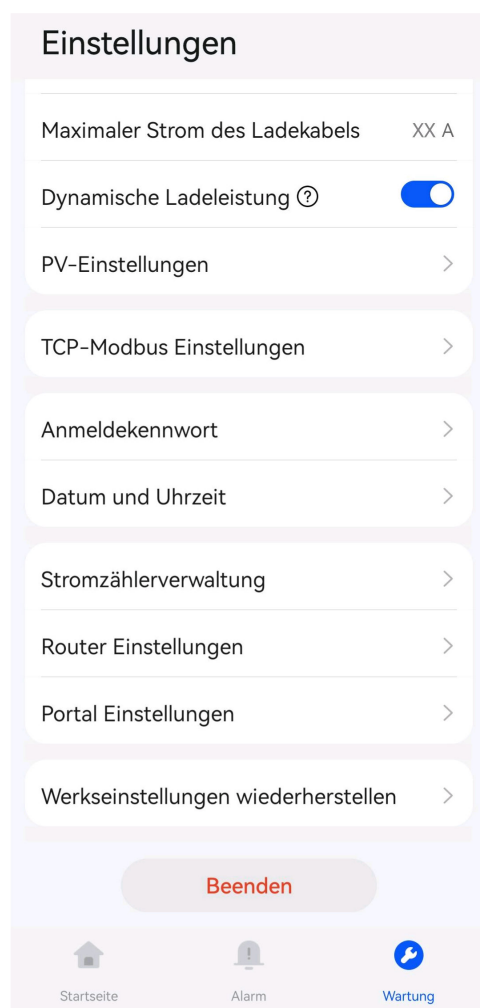 Einstellungen
Maximaler Strom des Ladekabels XX A
Dynamische Ladeleistung ?
PV-Einstellungen
TCP-Modbus Einstellungen
Anmeldekennwort
Datum und Uhrzeit
Stromzählerverwaltung
Router Einstellungen
Portal Einstellungen
Werkseinstellungen wiederherstellen
Beenden
Startseite Alarm Wartung